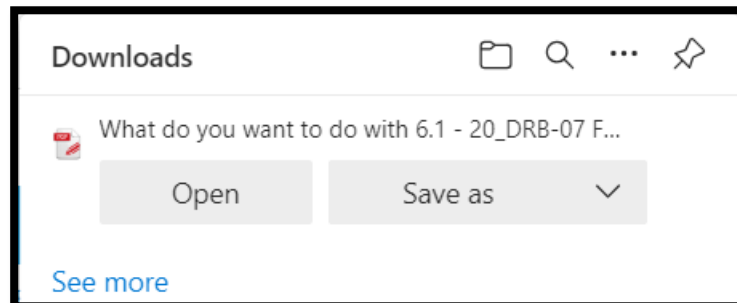 Downloads
What do you want to do with 6.1 - 20_DRB-07 F...
Open
Save as
See more